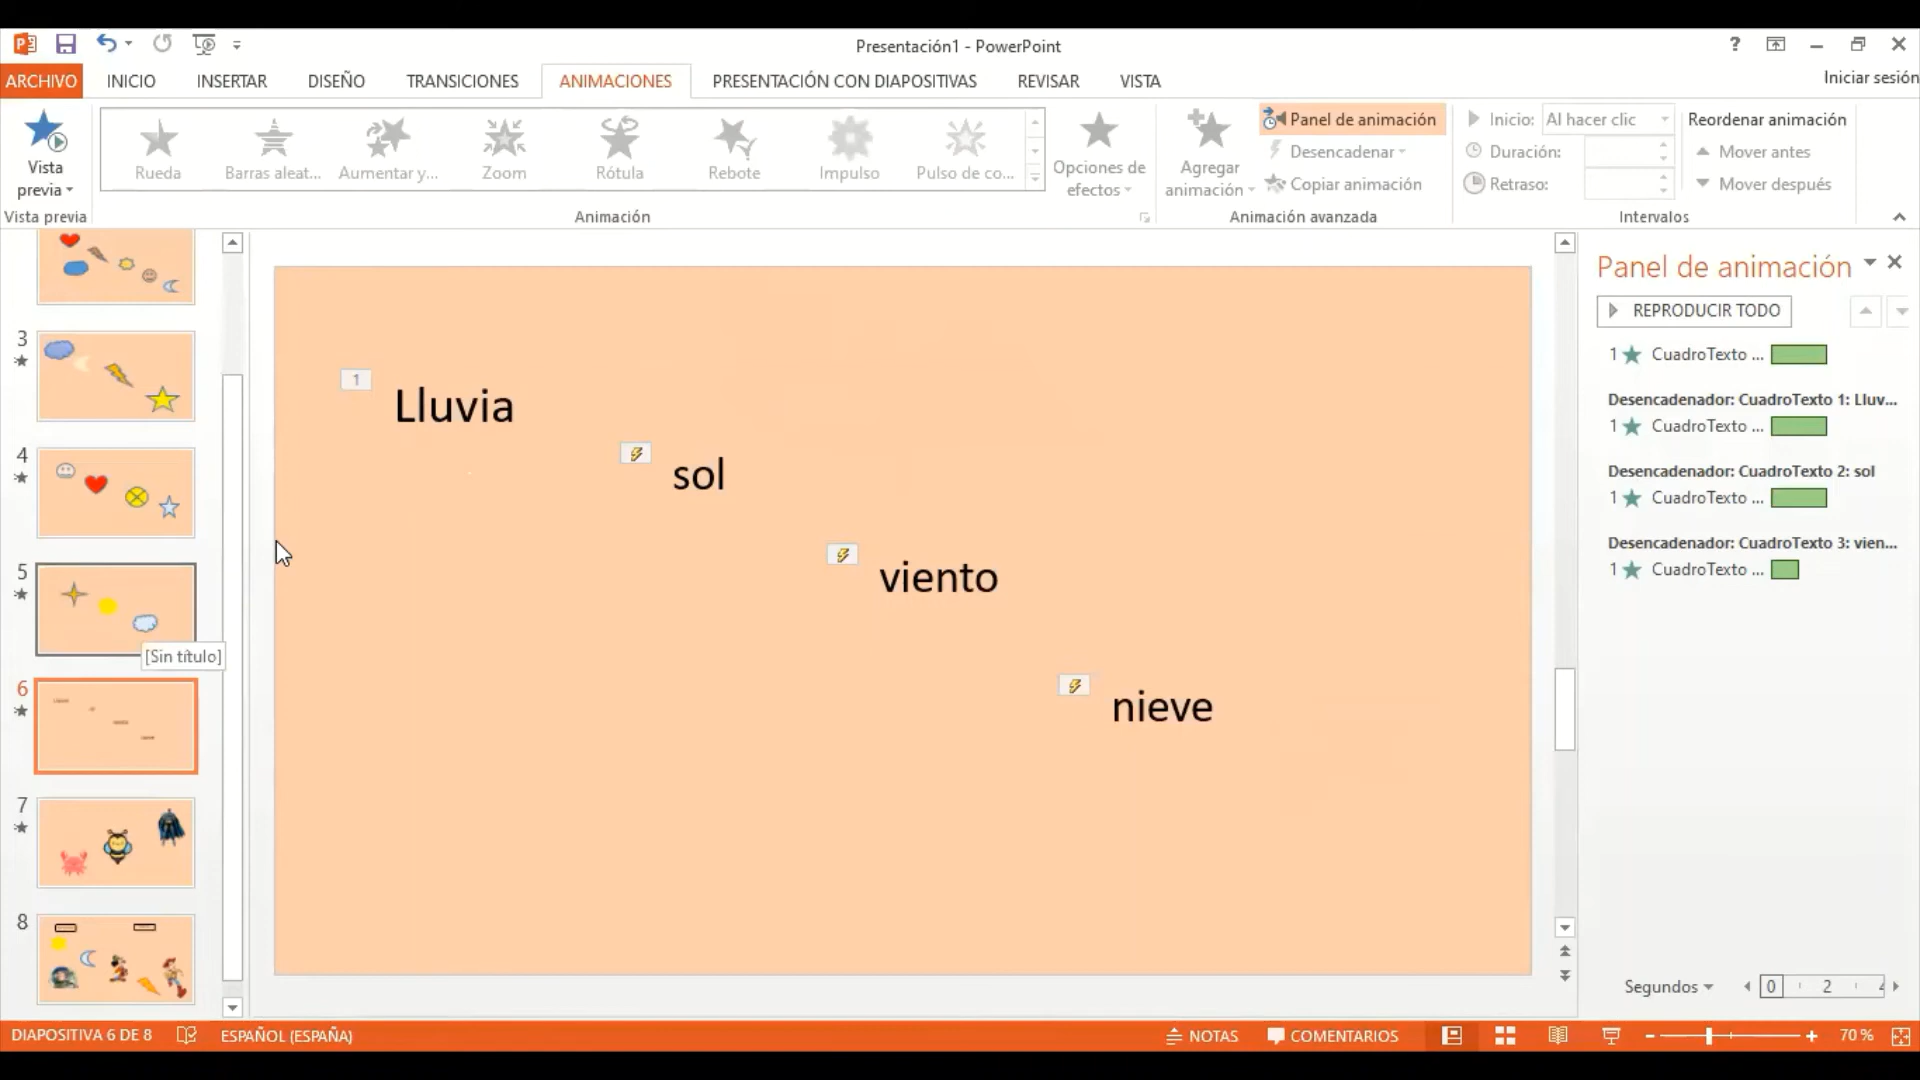 Presentación1 - PowerPoint
?
Iniciar sesión
ARCHIVO INICIO INSERTAR DISEÑO TRANSICIONES ANIMACIONES PRESENTACIÓN CON DIAPOSITIVAS REVISAR VISTA
Vista previa
Rueda
Barras aleat...
Aumentar y...
Zoom
Rótula
Rebote
Impulso
Pulso de co...
Opciones de efectos
Agregar animación
Panel de animación
Desencadenar
Copiar animación
Inicio: Al hacer clic
Duración:
Retraso:
Reordenar animación
Mover antes
Mover después
Vista previa
Animación
Animación avanzada
Intervalos
3
4
5
[Sin título]
6
7
8
1
Lluvia
sol
viento
nieve
Panel de animación
REPRODUCIR TODO
1 CuadroTexto ...
Desencadenador: CuadroTexto 1: Lluv...
1 CuadroTexto ...
Desencadenador: CuadroTexto 2: sol
1 CuadroTexto ...
Desencadenador: CuadroTexto 3: vien...
1 CuadroTexto ...
Segundos 0 2
DIAPOSITIVA 6 DE 8 ESPAÑOL (ESPAÑA) NOTAS COMENTARIOS 70 %